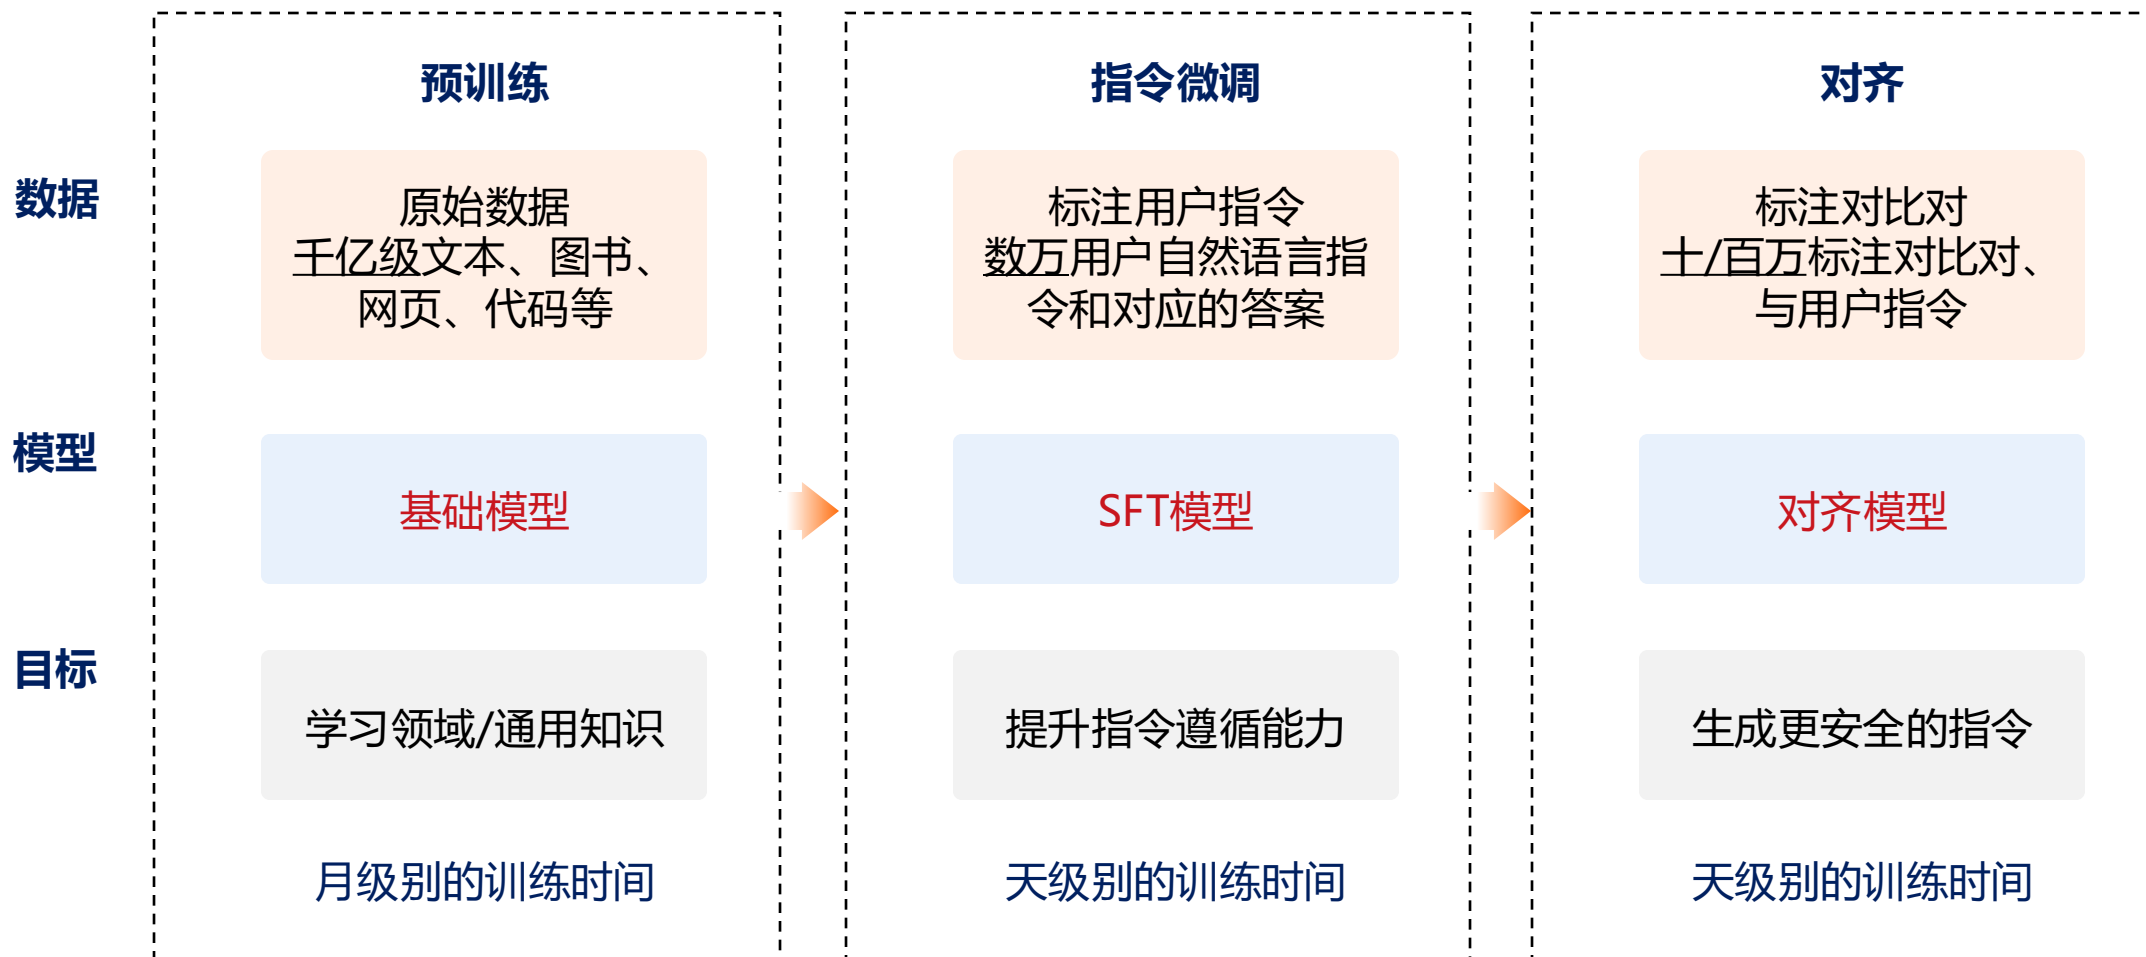 预训练
指令微调
对齐
数据
原始数据
千亿级文本、图书、
网页、代码等
标注用户指令
数万用户自然语言指
令和对应的答案
标注对比对
十/百万标注对比对、
与用户指令
模型
基础模型
SFT模型
对齐模型
目标
学习领域/通用知识
提升指令遵循能力
生成更安全的指令
月级别的训练时间
天级别的训练时间
天级别的训练时间